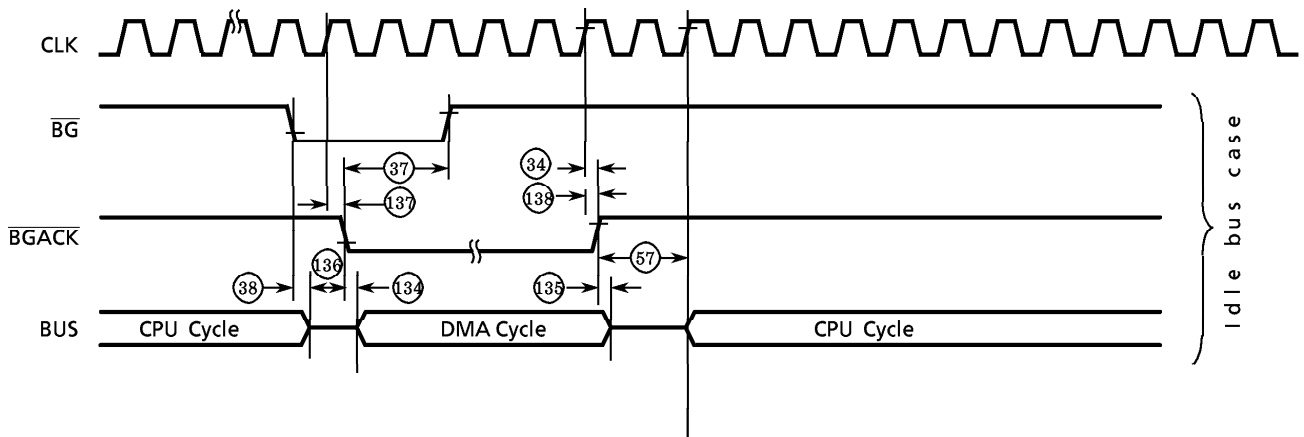 CLK
BG
37
34
137
138
BGACK
136
57
38
134
135
BUS
CPU Cycle
DMA Cycle
CPU Cycle
Idle bus case